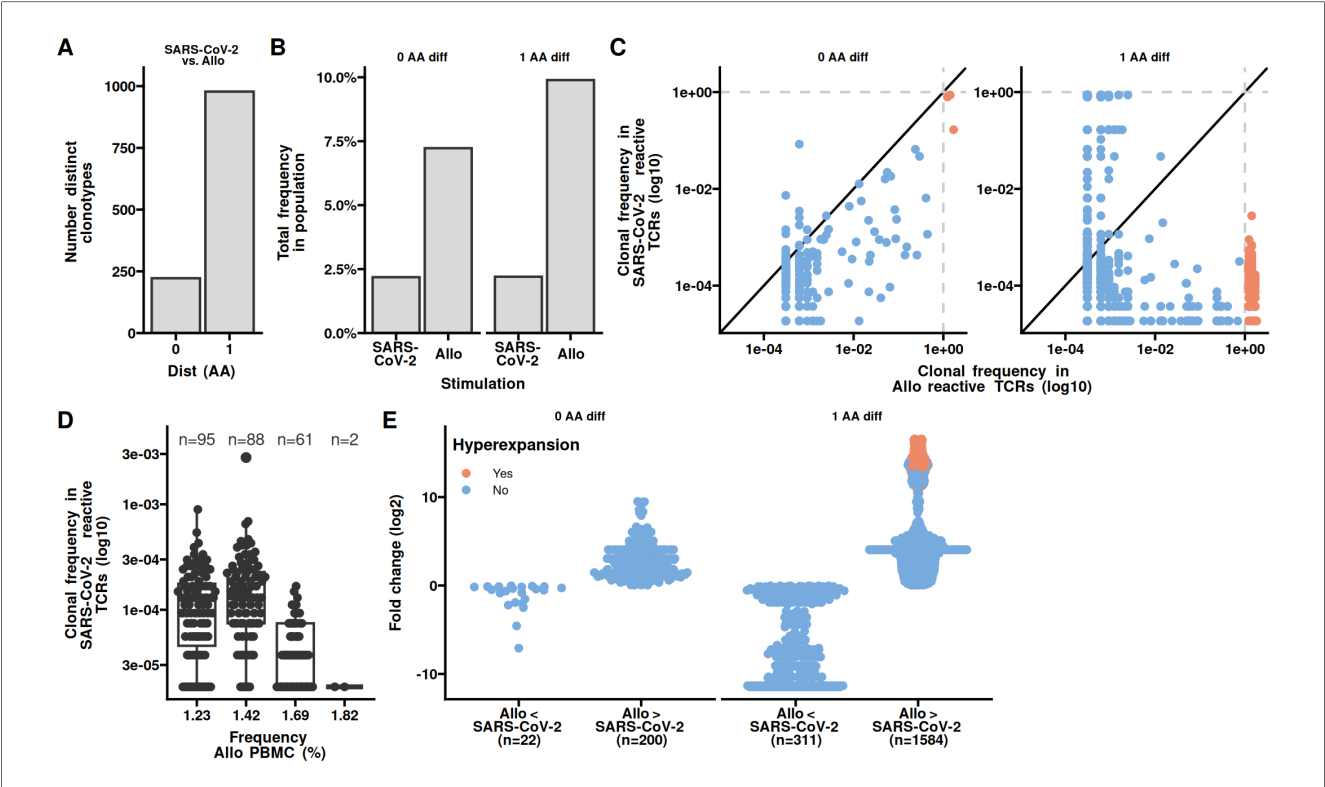 A
SARS-CoV-2
vs. Allo
Number distinct
clonotypes
1000
750
500
250
0
0
1
Dist (AA)
B
0 AA diff
1 AA diff
Total frequency
in population
10.0%
7.5%
5.0%
2.5%
0.0%
SARS-
CoV-2
Allo
SARS-
CoV-2
Allo
Stimulation
C
0 AA diff
1 AA diff
Clonal frequency in
SARS-CoV-2 reactive
TCRs (log10)
1e+00
1e-02
1e-04
1e+00
1e-02
1e-04
1e-04
1e-02
1e+00
1e-04
1e-02
1e+00
Clonal frequency in
Allo reactive TCRs (log10)
D
n=95
n=88
n=61
n=2
Clonal frequency in
SARS-CoV-2 reactive
TCRs (log10)
3e-03
1e-03
3e-04
1e-04
3e-05
1.23
1.42
1.69
1.82
Frequency
Allo PBMC (%)
E
0 AA diff
1 AA diff
Hyperexpansion
Yes
No
Fold change (log2)
10
0
-10
Allo <
SARS-CoV-2
(n=22)
Allo >
SARS-CoV-2
(n=200)
Allo <
SARS-CoV-2
(n=311)
Allo >
SARS-CoV-2
(n=1584)